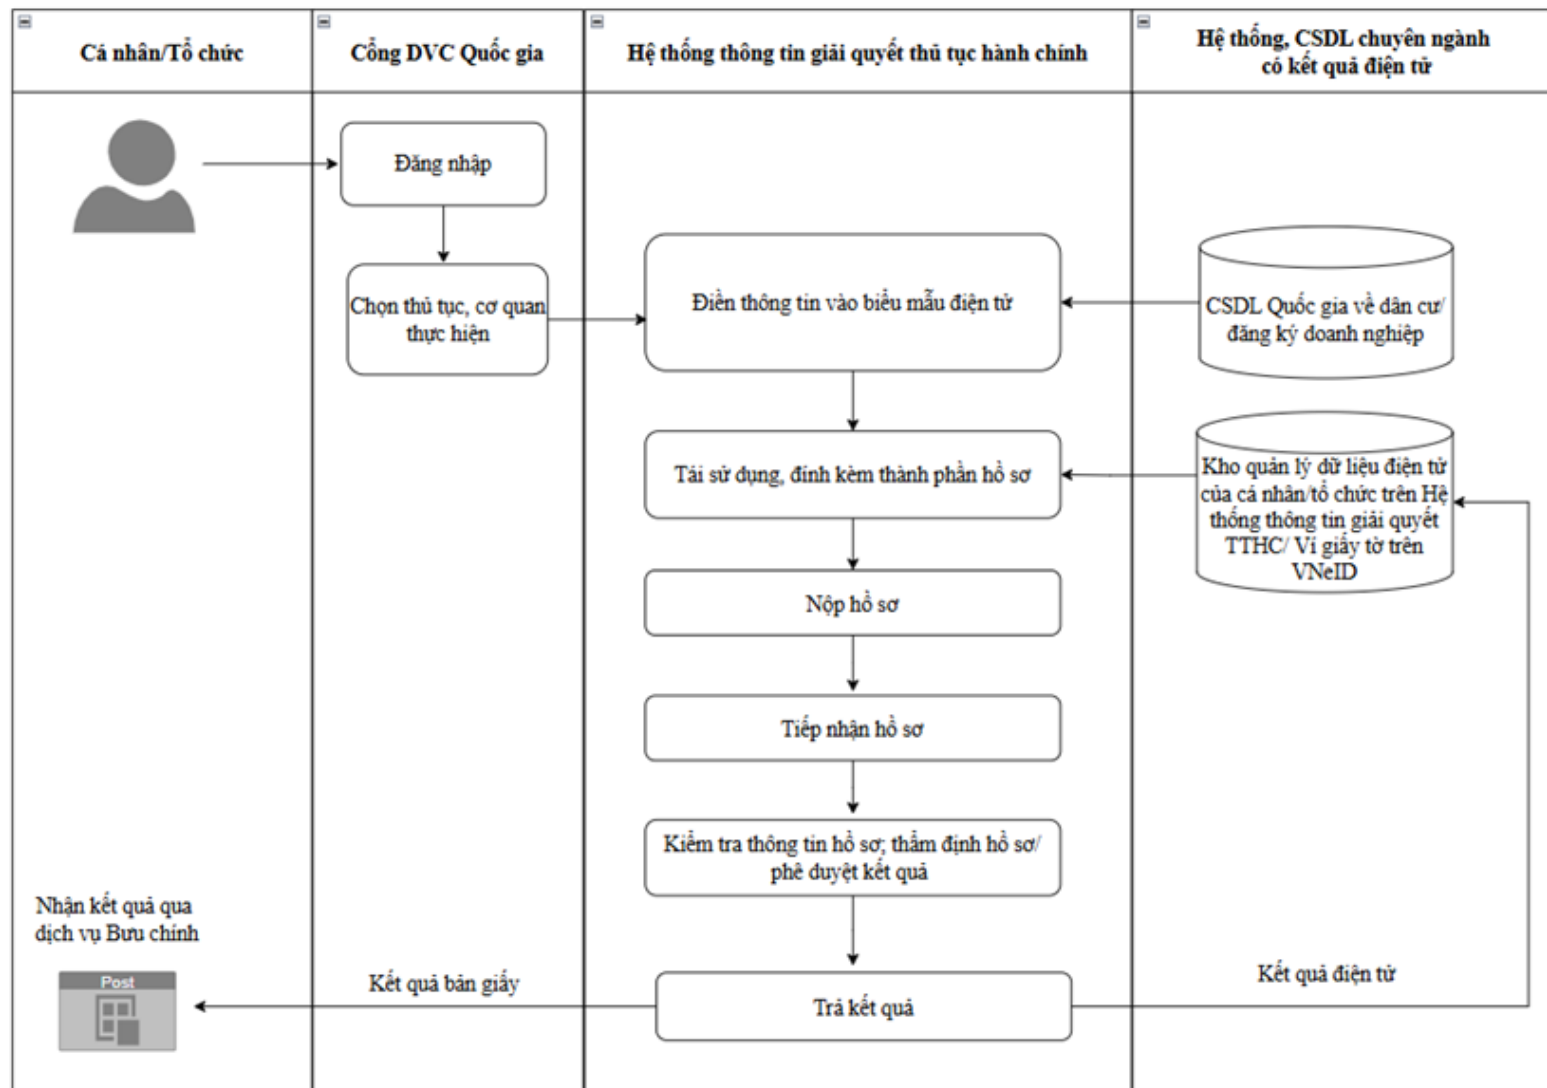 Cá nhân/Tổ chức
Cổng DVC Quốc gia
Hệ thống thông tin giải quyết thủ tục hành chính
Hệ thống, CSDL chuyên ngành
có kết quả điện tử
Đăng nhập
Chọn thủ tục, cơ quan
thực hiện
Điền thông tin vào biểu mẫu điện tử
CSDL Quốc gia về dân cư/
đăng ký doanh nghiệp
Tái sử dụng, đính kèm thành phần hồ sơ
Kho quản lý dữ liệu điện tử
của cá nhân/tổ chức trên Hệ
thống thông tin giải quyết
TTHC/ Ví giấy tờ trên
VNeID
Nộp hồ sơ
Tiếp nhận hồ sơ
Kiểm tra thông tin hồ sơ; thẩm định hồ sơ/
phê duyệt kết quả
Nhận kết quả qua
dịch vụ Bưu chính
Post
Kết quả bản giấy
Trả kết quả
Kết quả điện tử